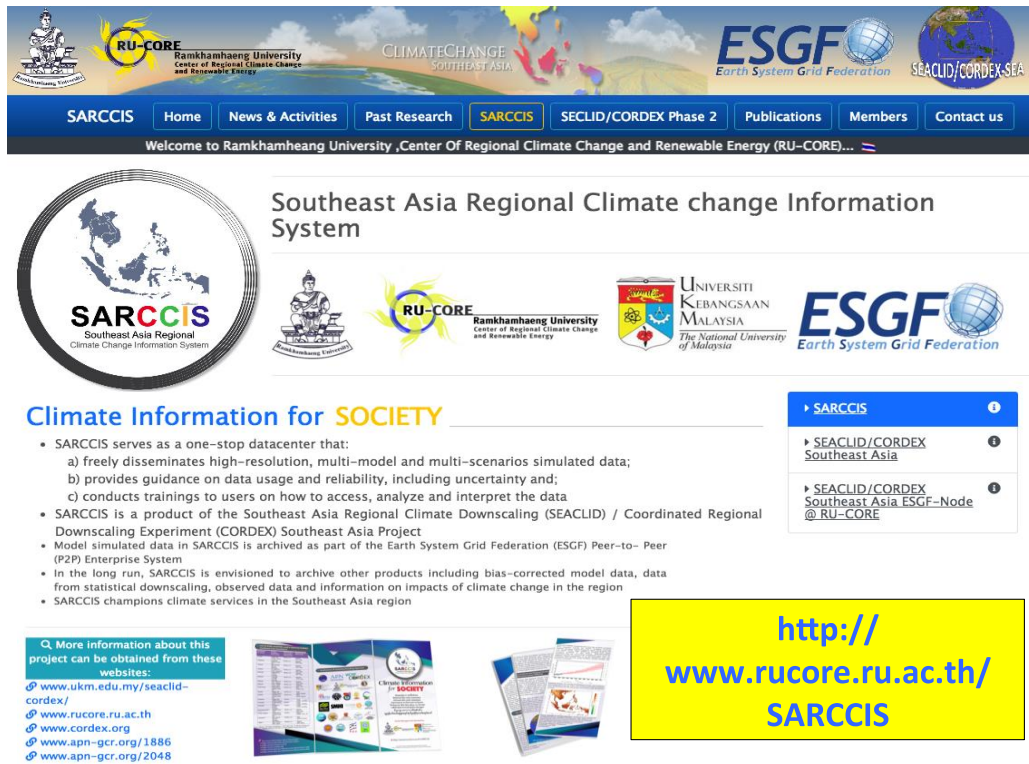 Ramkhamhaeng University
RU-CORE
Ramkhamhaeng University
Center of Regional Climate Change
and Renewable Energy
CLIMATECHANGE
SOUTHEAST ASIA
ESGF
Earth System Grid Federation
SEACLID/CORDEX-SEA
SARCCIS Home News & Activities Past Research SARCCIS SECLID/CORDEX Phase 2 Publications Members Contact us
Welcome to Ramkhamheang University ,Center Of Regional Climate Change and Renewable Energy (RU-CORE)...
SARCCIS
Southeast Asia Regional
Climate Change Information System
Southeast Asia Regional Climate change Information
System
Ramkhamhaeng University
RU-CORE
Ramkhamhaeng University
Center of Regional Climate Change
and Renewable Energy
UNIVERSITI
KEBANGSAAN
MALAYSIA
The National University
of Malaysia
ESGF
Earth System Grid Federation
Climate Information for SOCIETY
• SARCCIS serves as a one-stop datacenter that:
a) freely disseminates high-resolution, multi-model and multi-scenarios simulated data;
b) provides guidance on data usage and reliability, including uncertainty and;
c) conducts trainings to users on how to access, analyze and interpret the data
• SARCCIS is a product of the Southeast Asia Regional Climate Downscaling (SEACLID) / Coordinated Regional
Downscaling Experiment (CORDEX) Southeast Asia Project
• Model simulated data in SARCCIS is archived as part of the Earth System Grid Federation (ESGF) Peer-to- Peer
(P2P) Enterprise System
• In the long run, SARCCIS is envisioned to archive other products including bias-corrected model data, data
from statistical downscaling, observed data and information on impacts of climate change in the region
• SARCCIS champions climate services in the Southeast Asia region
SARCCIS
SEACLID/CORDEX
Southeast Asia
SEACLID/CORDEX
Southeast Asia ESGF-Node
@ RU-CORE
More information about this
project can be obtained from these
websites:
www.ukm.edu.my/seaclid-
cordex/
www.rucore.ru.ac.th
www.cordex.org
www.apn-gcr.org/1886
www.apn-gcr.org/2048
SARCCIS
Climate Information
for SOCIETY
http://
www.rucore.ru.ac.th/
SARCCIS